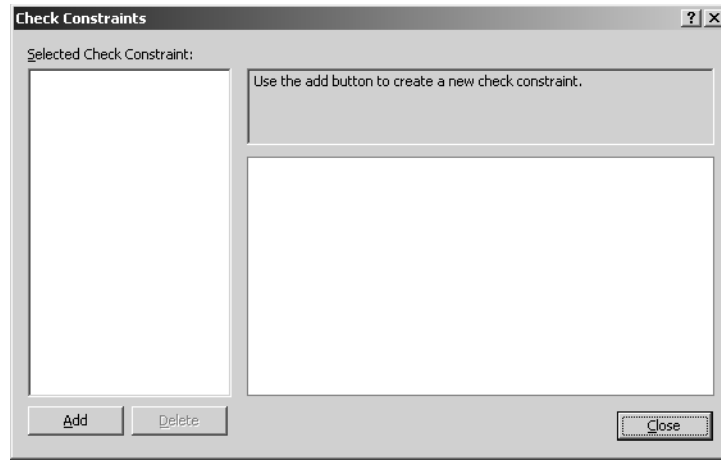 Check Constraints
Selected Check Constraint:
Use the add button to create a new check constraint.
Add
Delete
Close